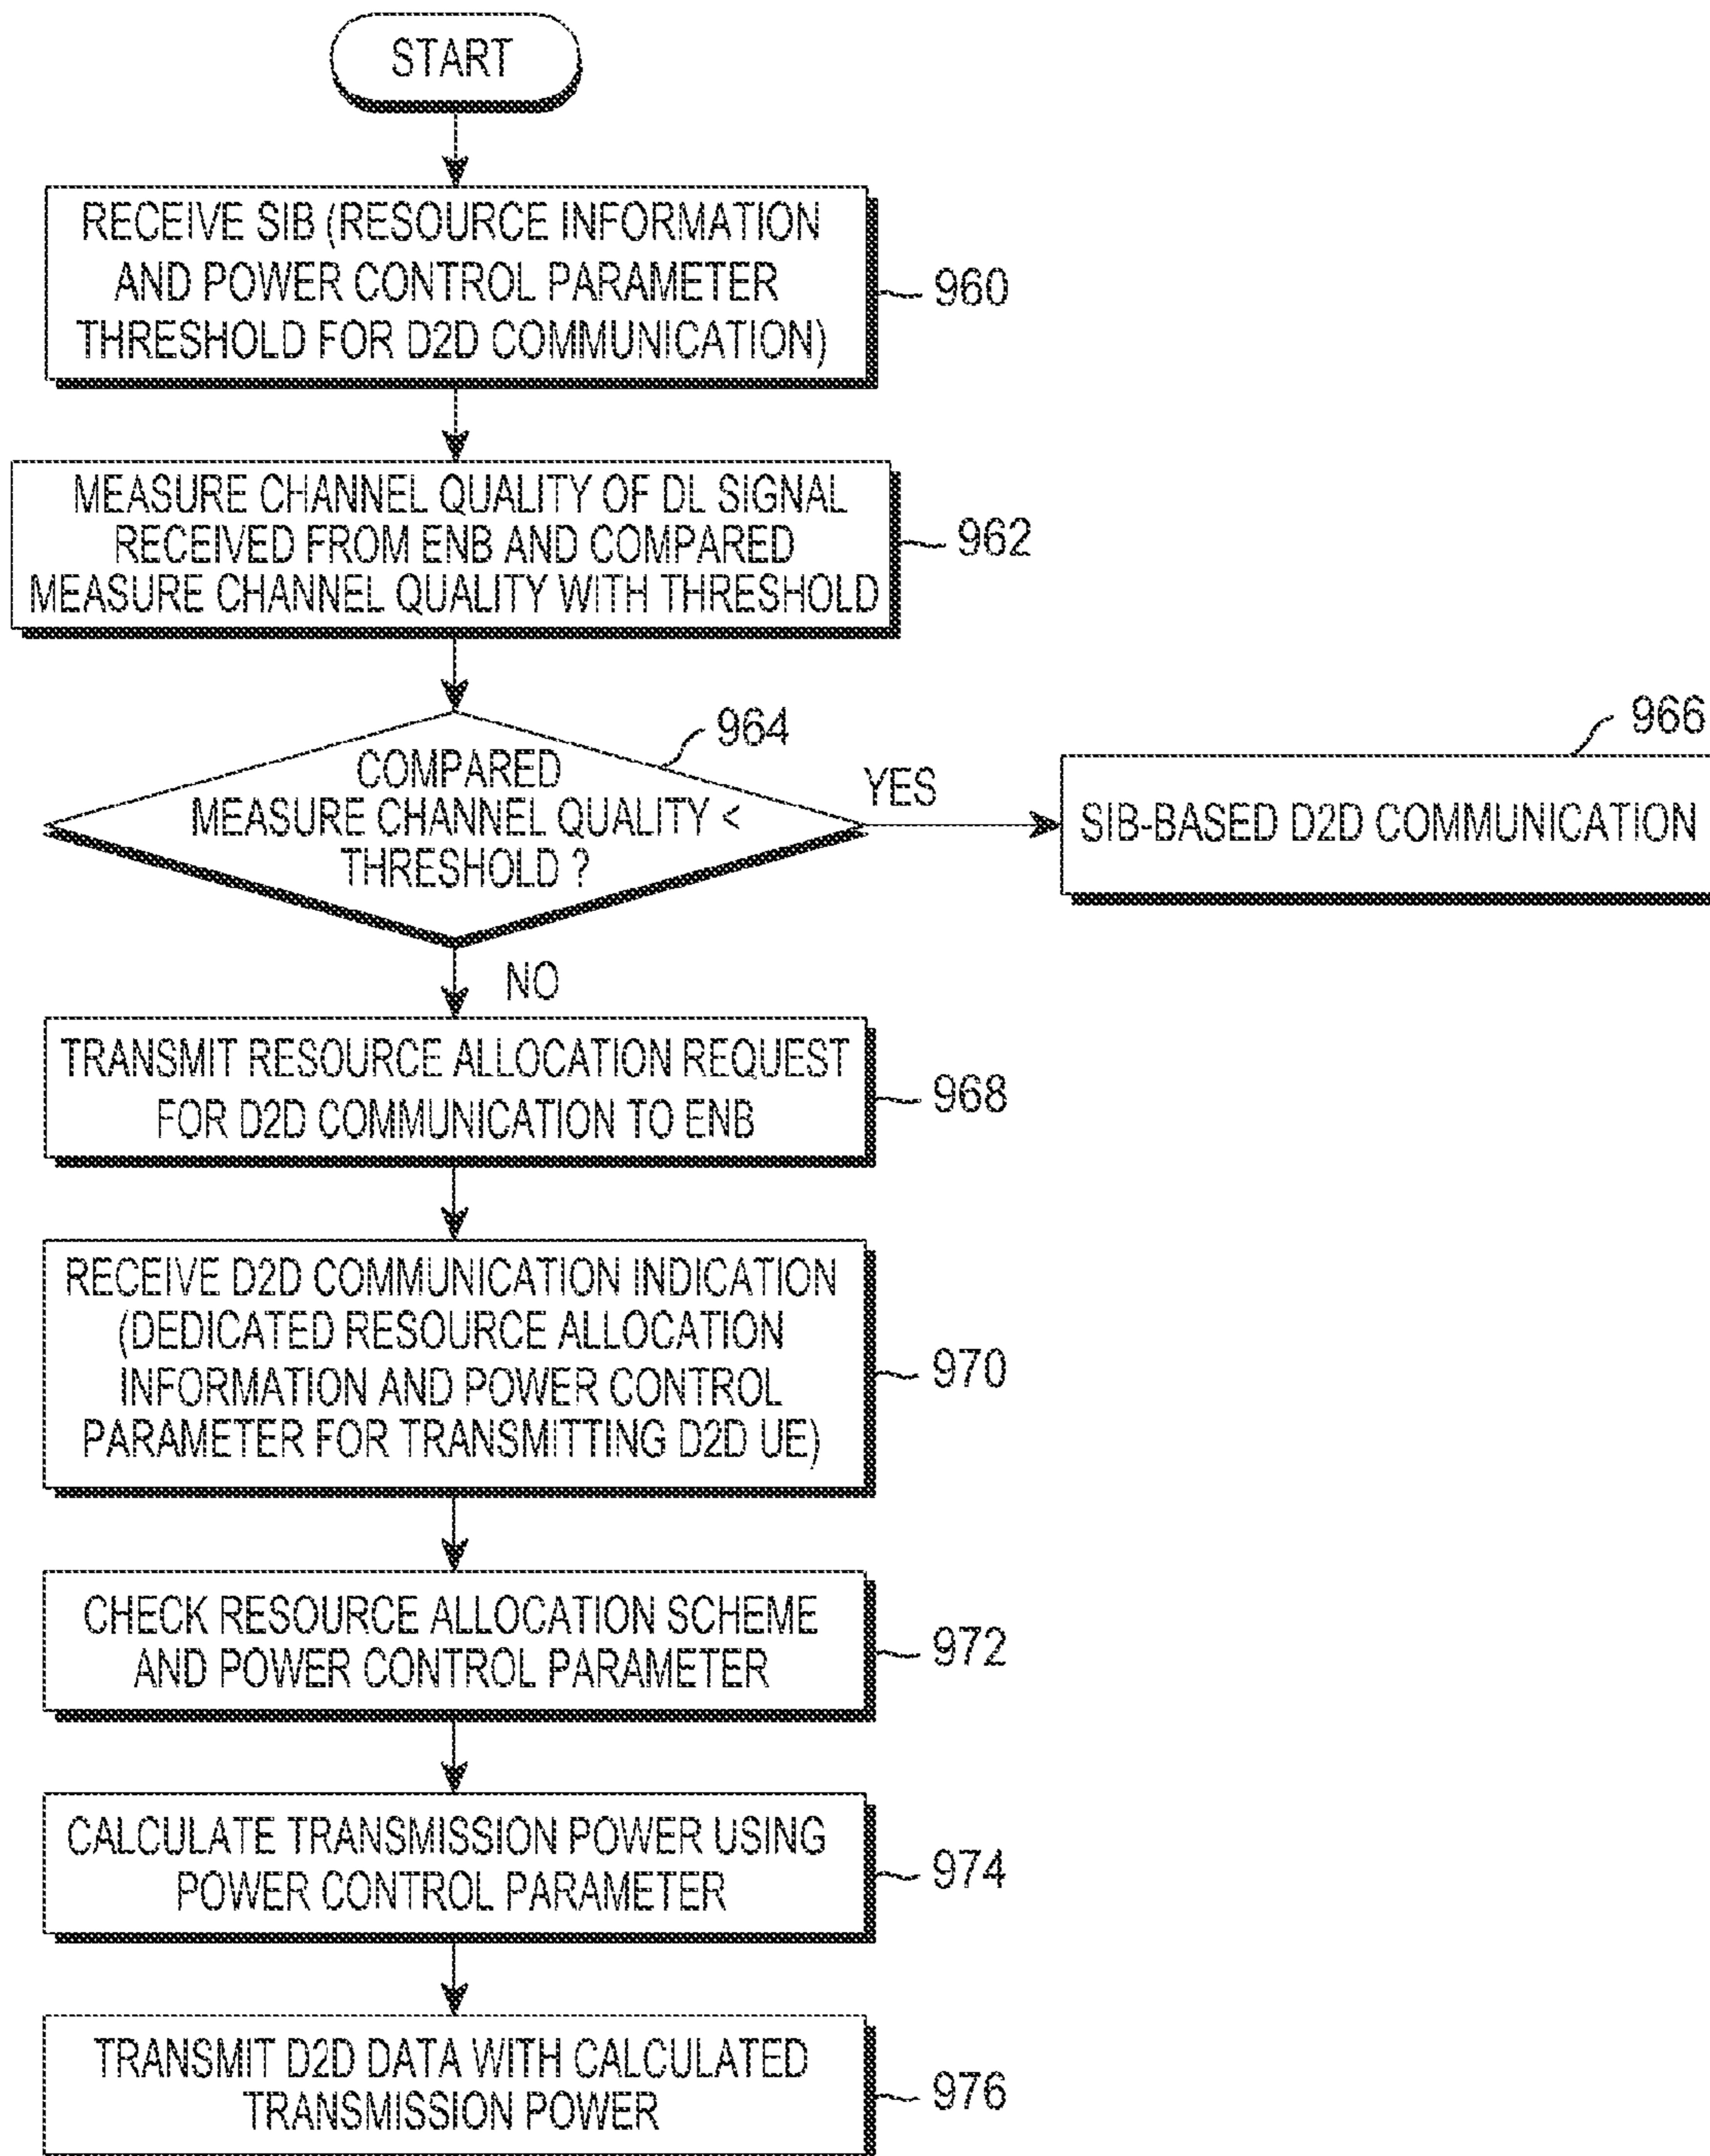 START
RECEIVE SIB (RESOURCE INFORMATION
AND POWER CONTROL PARAMETER
THRESHOLD FOR D2D COMMUNICATION)
960
MEASURE CHANNEL QUALITY OF DL SIGNAL
RECEIVED FROM ENB AND COMPARED
MEASURE CHANNEL QUALITY WITH THRESHOLD
962
964
COMPARED
MEASURE CHANNEL QUALITY <
THRESHOLD ?
YES
966
SIB-BASED D2D COMMUNICATION
NO
TRANSMIT RESOURCE ALLOCATION REQUEST
FOR D2D COMMUNICATION TO ENB
968
RECEIVE D2D COMMUNICATION INDICATION
(DEDICATED RESOURCE ALLOCATION
INFORMATION AND POWER CONTROL
PARAMETER FOR TRANSMITTING D2D UE)
970
CHECK RESOURCE ALLOCATION SCHEME
AND POWER CONTROL PARAMETER
972
CALCULATE TRANSMISSION POWER USING
POWER CONTROL PARAMETER
974
TRANSMIT D2D DATA WITH CALCULATED
TRANSMISSION POWER
976